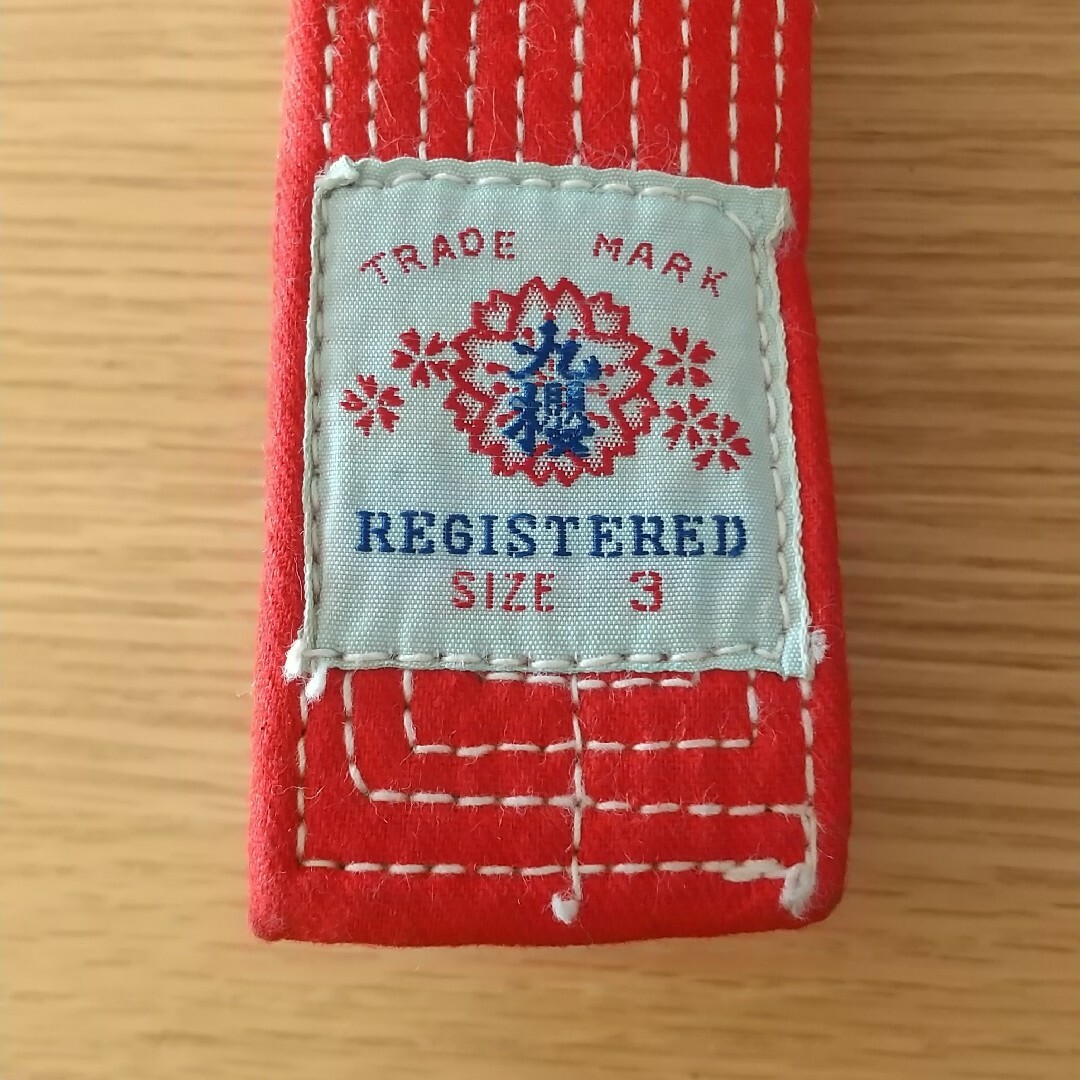 TRADE MARK
九
櫻
REGISTERED
SIZE 3